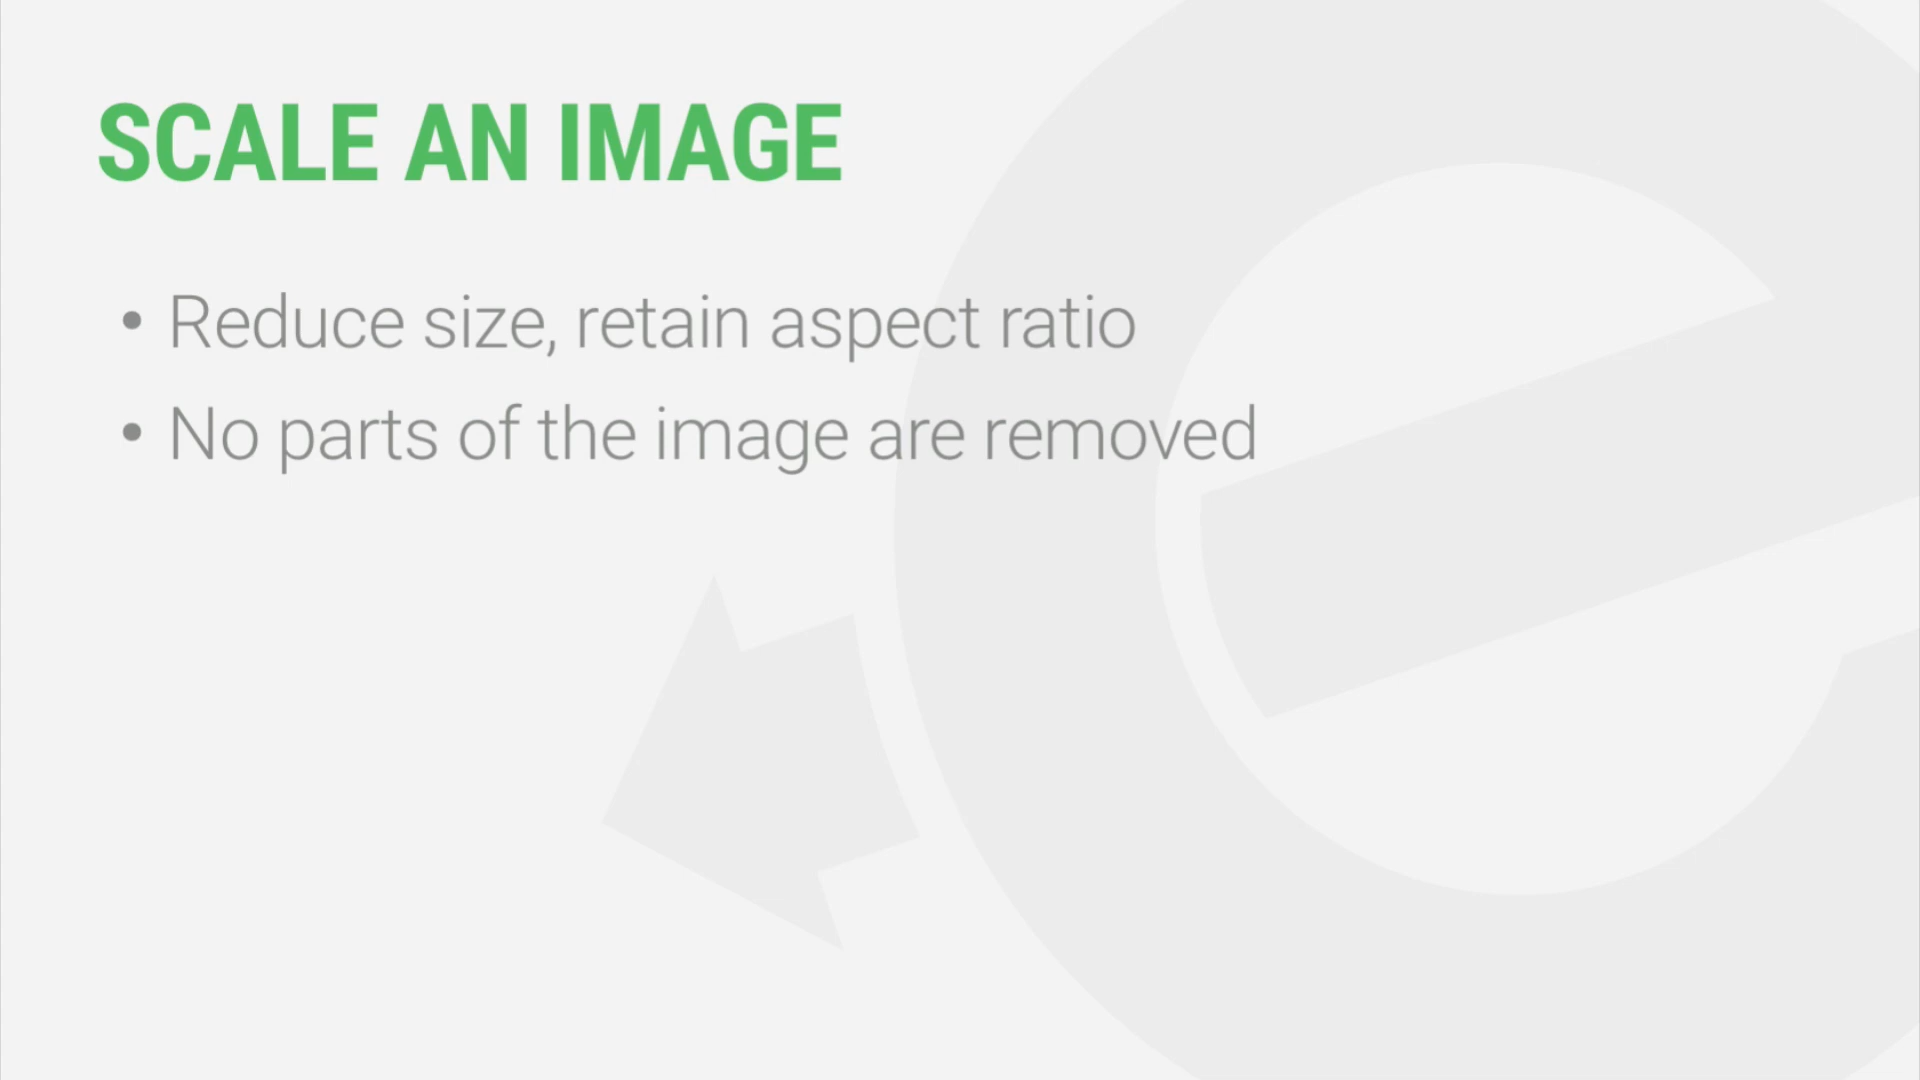 SCALE AN IMAGE
• Reduce size, retain aspect ratio
• No parts of the image are removed